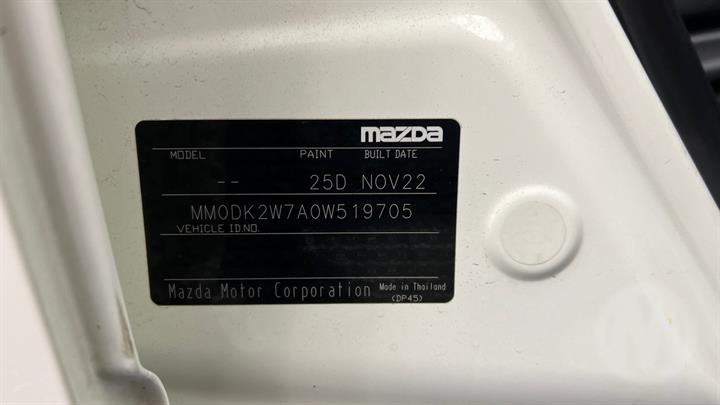 mazda
MODEL PAINT BUILT DATE
-- 25D NOV22
MM0DK2W7A0W519705
VEHICLE ID.NO.
Mazda Motor Corporation Made in Thailand
(DP45)
M